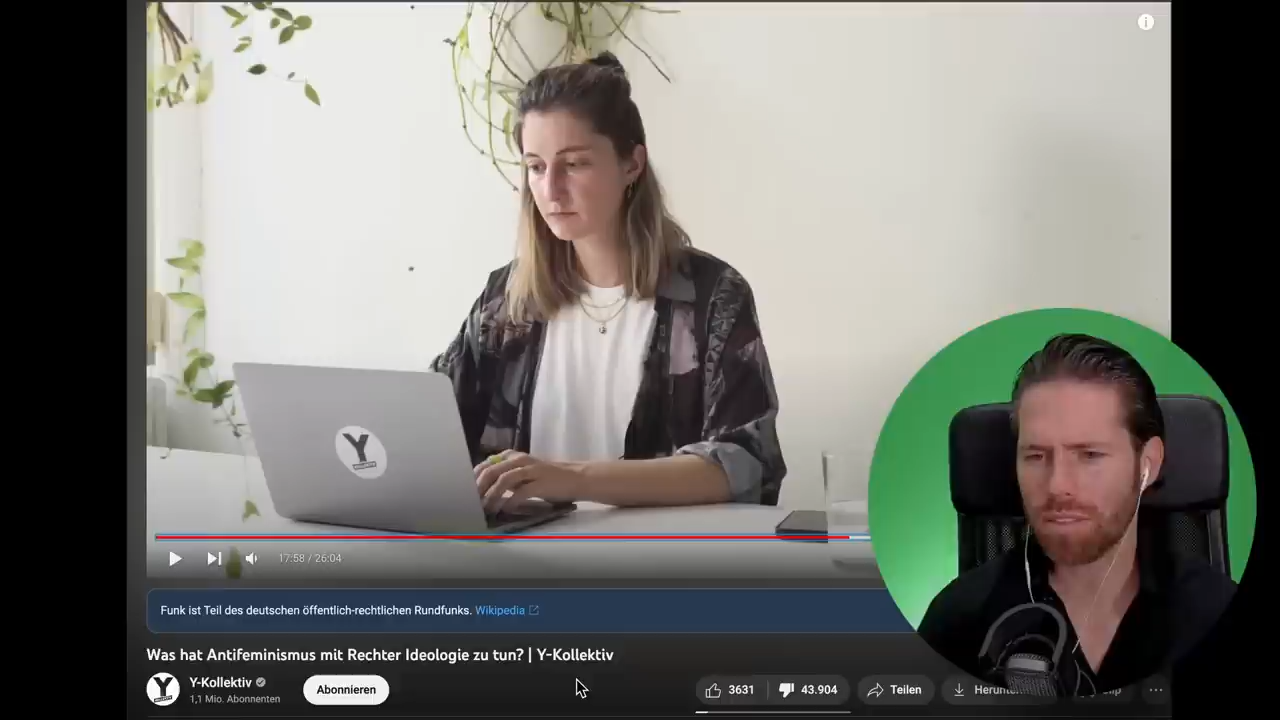 Y
KOLLEKTIV
17:58 / 26:04
Funk ist Teil des deutschen öffentlich-rechtlichen Rundfunks. Wikipedia
Was hat Antifeminismus mit Rechter Ideologie zu tun? | Y-Kollektiv
Y-Kollektiv
1,1 Mio. Abonnenten
Abonnieren
3631
43.904
Teilen